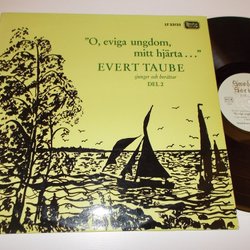 "O, eviga ungdom,
mitt hjärta..."
EVERT TAUBE
sjunger och berättar
DEL 2